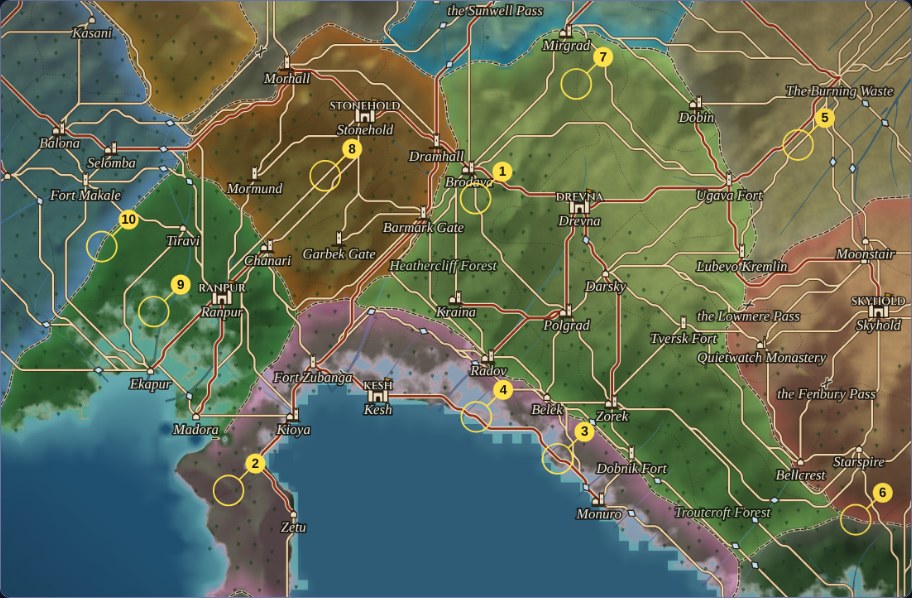 the Sunwell Pass
Kasani
Mirgrad
7
Morhall
The Burning Waste
STONEHOLD
Stonehold
Dobin
5
Balona
Selomba
8
Dramhall
Brodava
1
Fort Makale
Mormund
DREVNA
Drevna
Ugava Fort
10
Tiravi
Barmark Gate
Chanari
Garbek Gate
Heathercliff Forest
Lubevo Kremlin
Moonstair
9
RANPUR
Ranpur
Darsky
SKYHOLD
Skyhold
Kraina
Polgrad
the Lowmere Pass
Tversk Fort
Quietwatch Monastery
Ekapur
Fort Zubanga
KESH
Kesh
Radov
4
the Fenbury Pass
Belek
Zorek
Madora
Kioya
3
2
Dobnik Fort
Bellcrest
Starspire
6
Monuro
Troutcroft Forest
Zetu